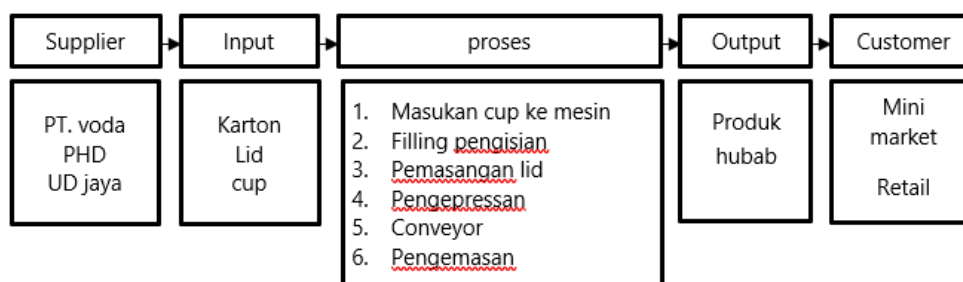 Supplier
Input
proses
Output
Customer
PT. voda
PHD
UD jaya
Karton
Lid
cup
1. Masukan cup ke mesin
2. Filling pengisian
3. Pemasangan lid
4. Pengepressan
5. Conveyor
6. Pengemasan
Produk
hubab
Mini
market
Retail